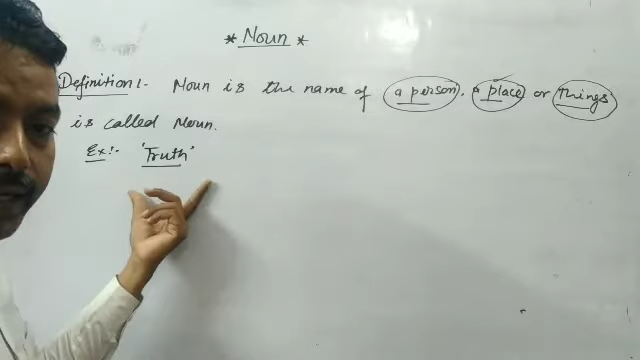 * Noun *
Definition :- Noun is the name of a person, a place or things
is called Noun.
Ex :- 'Truth'